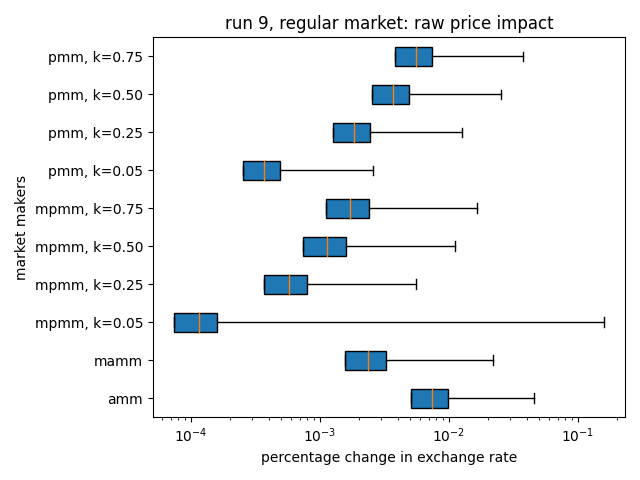 run 9, regular market: raw price impact
market makers
pmm, k=0.75
pmm, k=0.50
pmm, k=0.25
pmm, k=0.05
mpmm, k=0.75
mpmm, k=0.50
mpmm, k=0.25
mpmm, k=0.05
mamm
amm
10⁻⁴ 10⁻³ 10⁻² 10⁻¹
percentage change in exchange rate